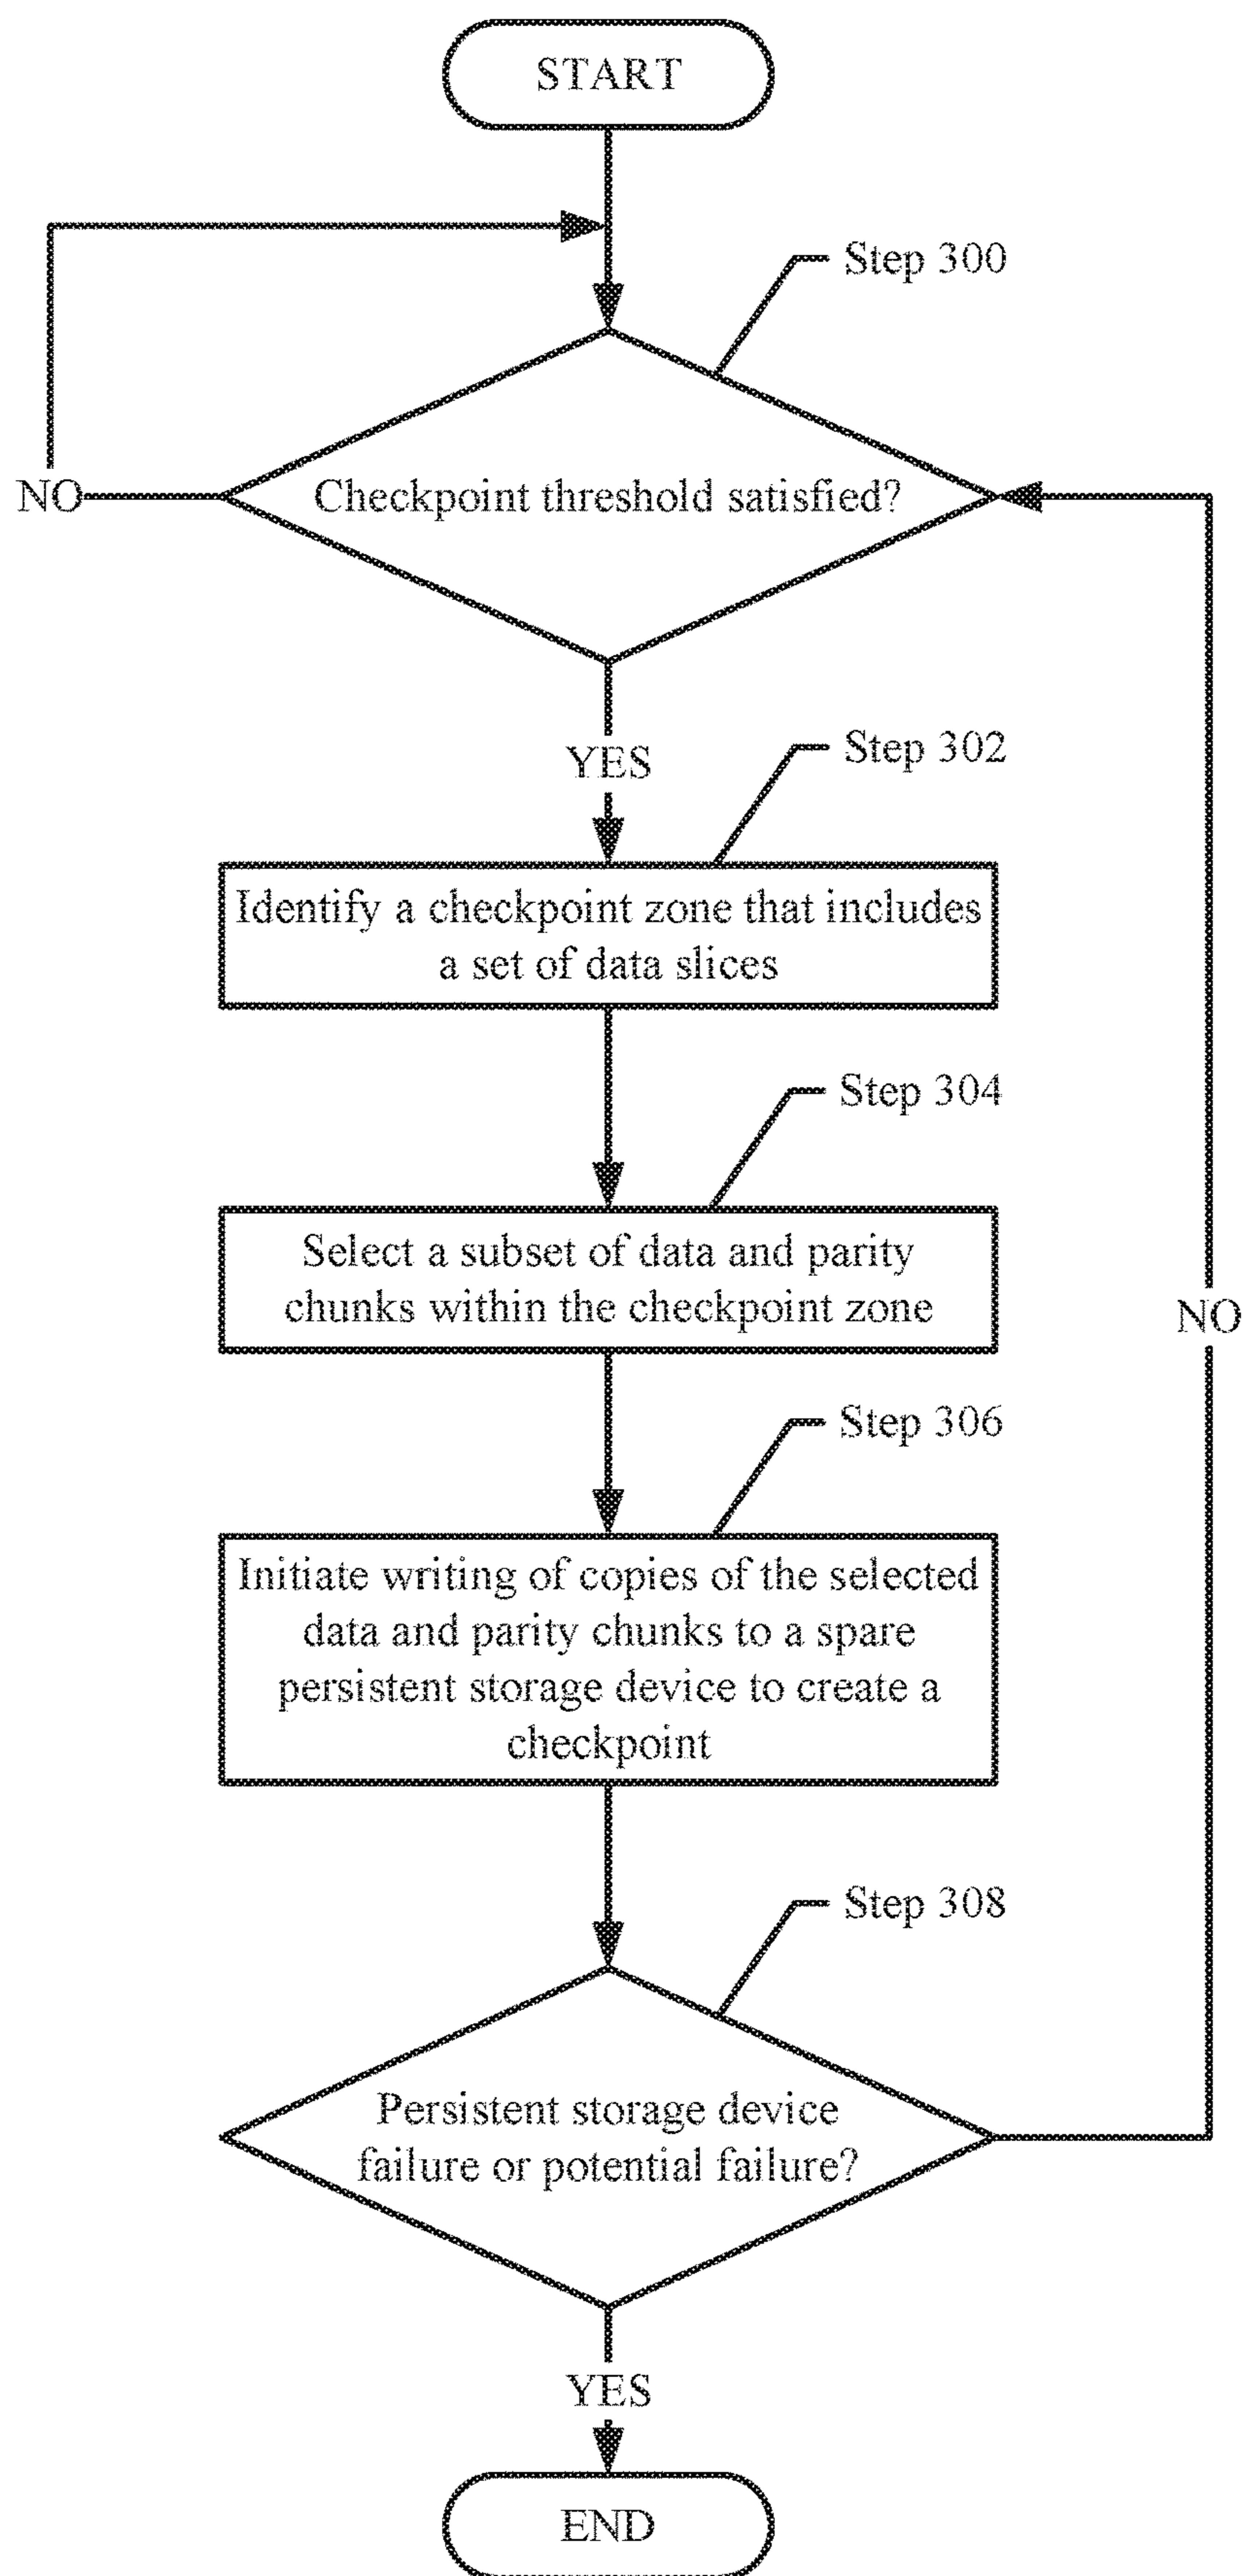 START
Step 300
Checkpoint threshold satisfied?
NO
YES
Step 302
Identify a checkpoint zone that includes
a set of data slices
Step 304
Select a subset of data and parity
chunks within the checkpoint zone
NO
Step 306
Initiate writing of copies of the selected
data and parity chunks to a spare
persistent storage device to create a
checkpoint
Step 308
Persistent storage device
failure or potential failure?
YES
END